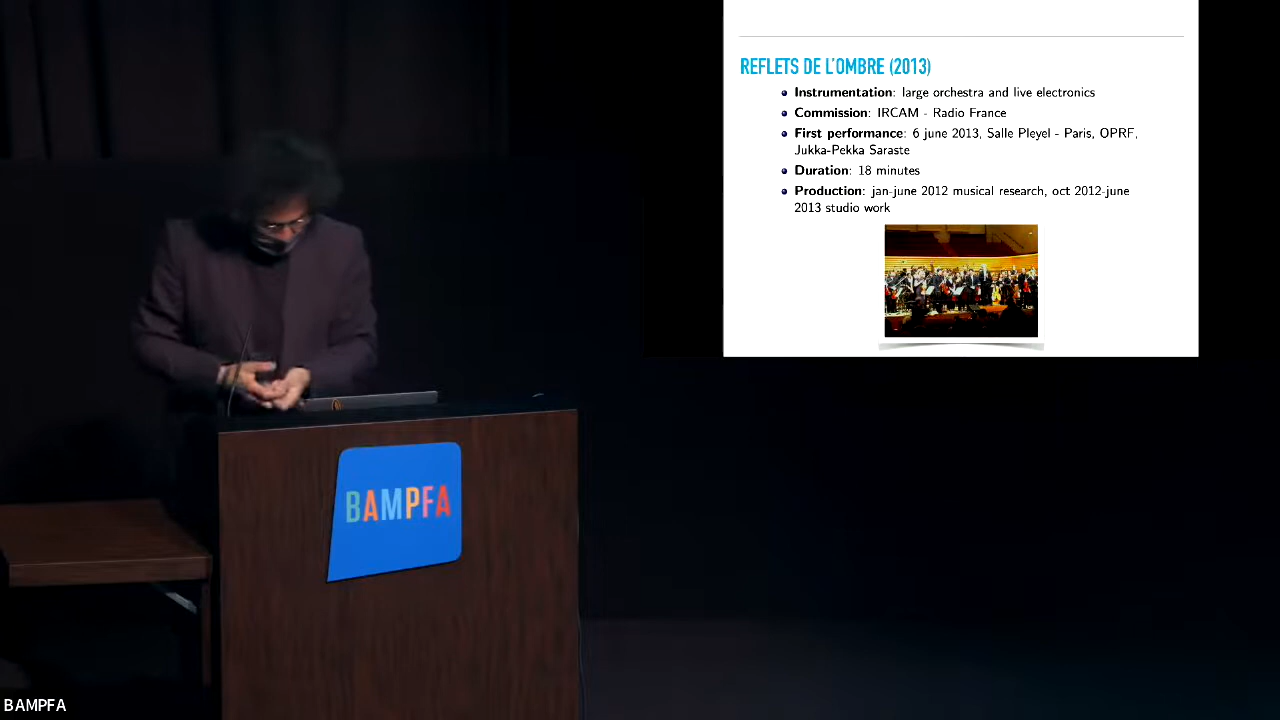 REFLETS DE L'OMBRE (2013)
Instrumentation: large orchestra and live electronics
Commission: IRCAM - Radio France
First performance: 6 june 2013, Salle Pleyel - Paris, OPRF,
Jukka-Pekka Saraste
Duration: 18 minutes
Production: jan-june 2012 musical research, oct 2012-june
2013 studio work
BAMPFA
BAMPFA